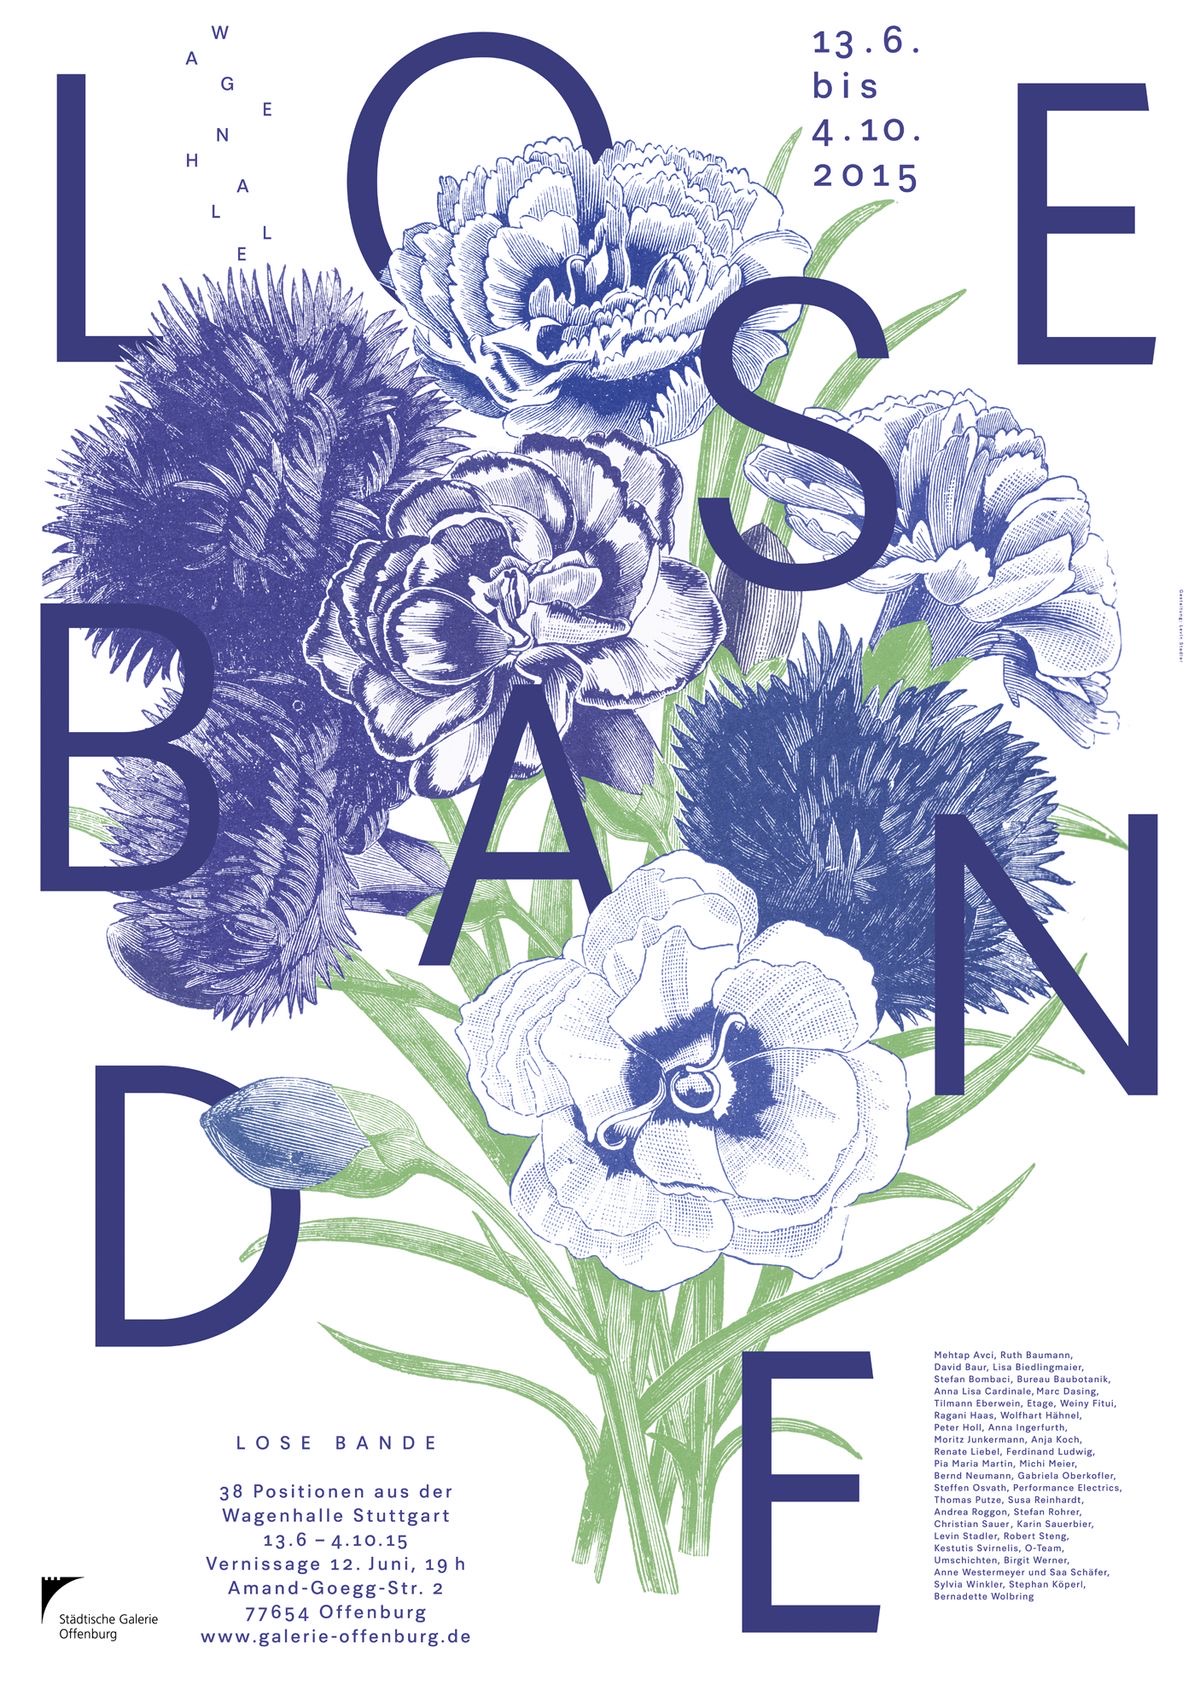 WAGENHALLE
13.6.
bis
4.10.
2015
LOSE
BANDE
Gestaltung: Levin Stadler
LOSE BANDE
38 Positionen aus der
Wagenhalle Stuttgart
13.6 – 4.10.15
Vernissage 12. Juni, 19 h
Amand-Goegg-Str. 2
77654 Offenburg
www.galerie-offenburg.de
Städtische Galerie
Offenburg
Mehtap Avci, Ruth Baumann,
David Baur, Lisa Biedlingmaier,
Stefan Bombaci, Bureau Baubotanik,
Anna Lisa Cardinale, Marc Dasing,
Tilmann Eberwein, Etage, Weiny Fitui,
Ragani Haas, Wolfhart Hähnel,
Peter Holl, Anna Ingerfurth,
Moritz Junkermann, Anja Koch,
Renate Liebel, Ferdinand Ludwig,
Pia Maria Martin, Michi Meier,
Bernd Neumann, Gabriela Oberkofler,
Steffen Osvath, Performance Electrics,
Thomas Putze, Susa Reinhardt,
Andrea Roggon, Stefan Rohrer,
Christian Sauer, Karin Sauerbier,
Levin Stadler, Robert Steng,
Kestutis Svirnelis, O-Team,
Umschichten, Birgit Werner,
Anne Westermeyer und Saa Schäfer,
Sylvia Winkler, Stephan Köperl,
Bernadette Wolbring